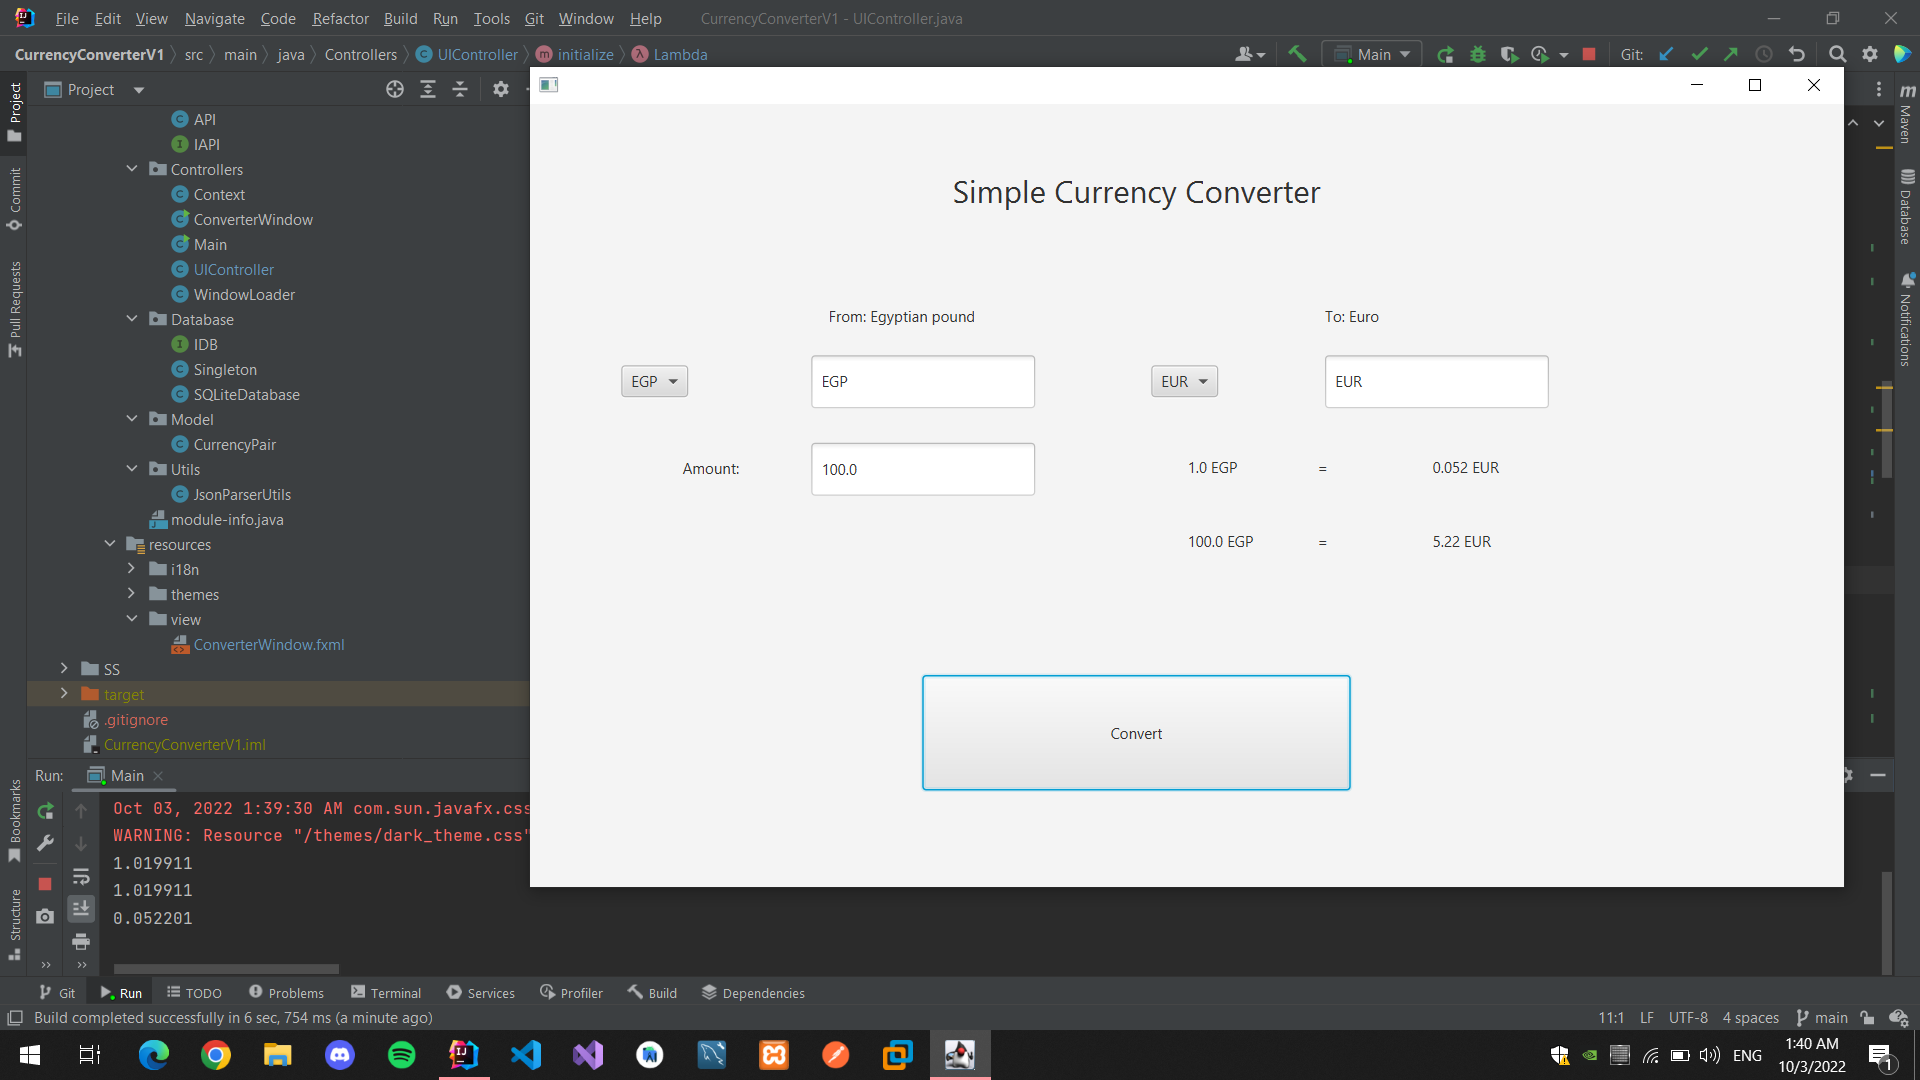 File Edit View Navigate Code Refactor Build Run Tools Git Window Help CurrencyConverterV1 - UIController.java
CurrencyConverterV1 src main java Controllers UIController initialize Lambda Main Git:
Project
Project
Commit
Pull Requests
Bookmarks
Structure
API
IAPI
Controllers
Context
ConverterWindow
Main
UIController
WindowLoader
Database
IDB
Singleton
SQLiteDatabase
Model
CurrencyPair
Utils
JsonParserUtils
module-info.java
resources
i18n
themes
view
ConverterWindow.fxml
SS
target
.gitignore
CurrencyConverterV1.iml
Simple Currency Converter
From: Egyptian pound To: Euro
EGP EGP EUR EUR
Amount: 100.0 1.0 EGP = 0.052 EUR
100.0 EGP = 5.22 EUR
Convert
Maven
Database
Notifications
Run: Main
Oct 03, 2022 1:39:30 AM com.sun.javafx.css
WARNING: Resource "/themes/dark_theme.css"
1.019911
1.019911
0.052201
Git Run TODO Problems Terminal Services Profiler Build Dependencies
Build completed successfully in 6 sec, 754 ms (a minute ago) 11:1 LF UTF-8 4 spaces main
ENG 1:40 AM
10/3/2022 1